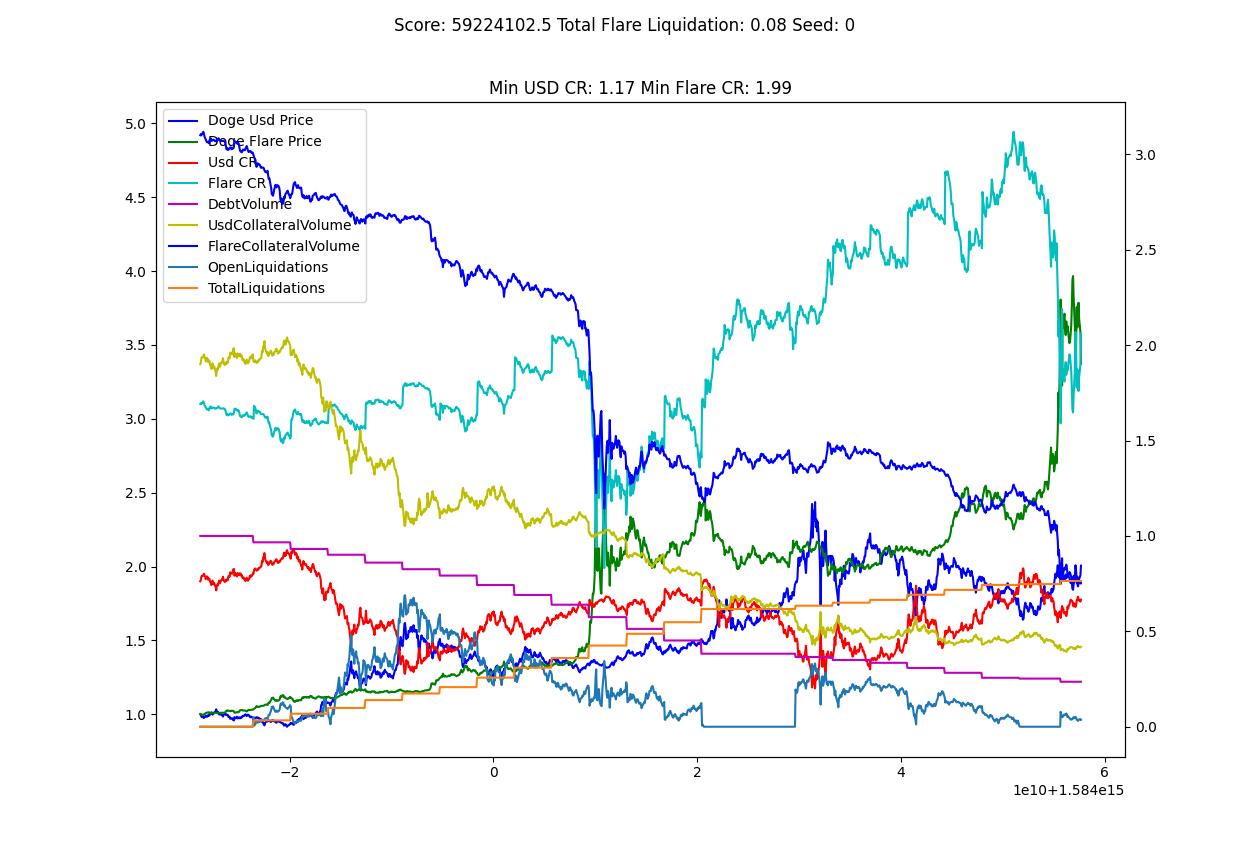 Score: 59224102.5 Total Flare Liquidation: 0.08 Seed: 0
Min USD CR: 1.17 Min Flare CR: 1.99
Doge Usd Price
Doge Flare Price
Usd CR
Flare CR
DebtVolume
UsdCollateralVolume
FlareCollateralVolume
OpenLiquidations
TotalLiquidations
5.0
4.5
4.0
3.5
3.0
2.5
2.0
1.5
1.0
3.0
2.5
2.0
1.5
1.0
0.5
0.0
−2
0
2
4
6
1e10+1.584e15